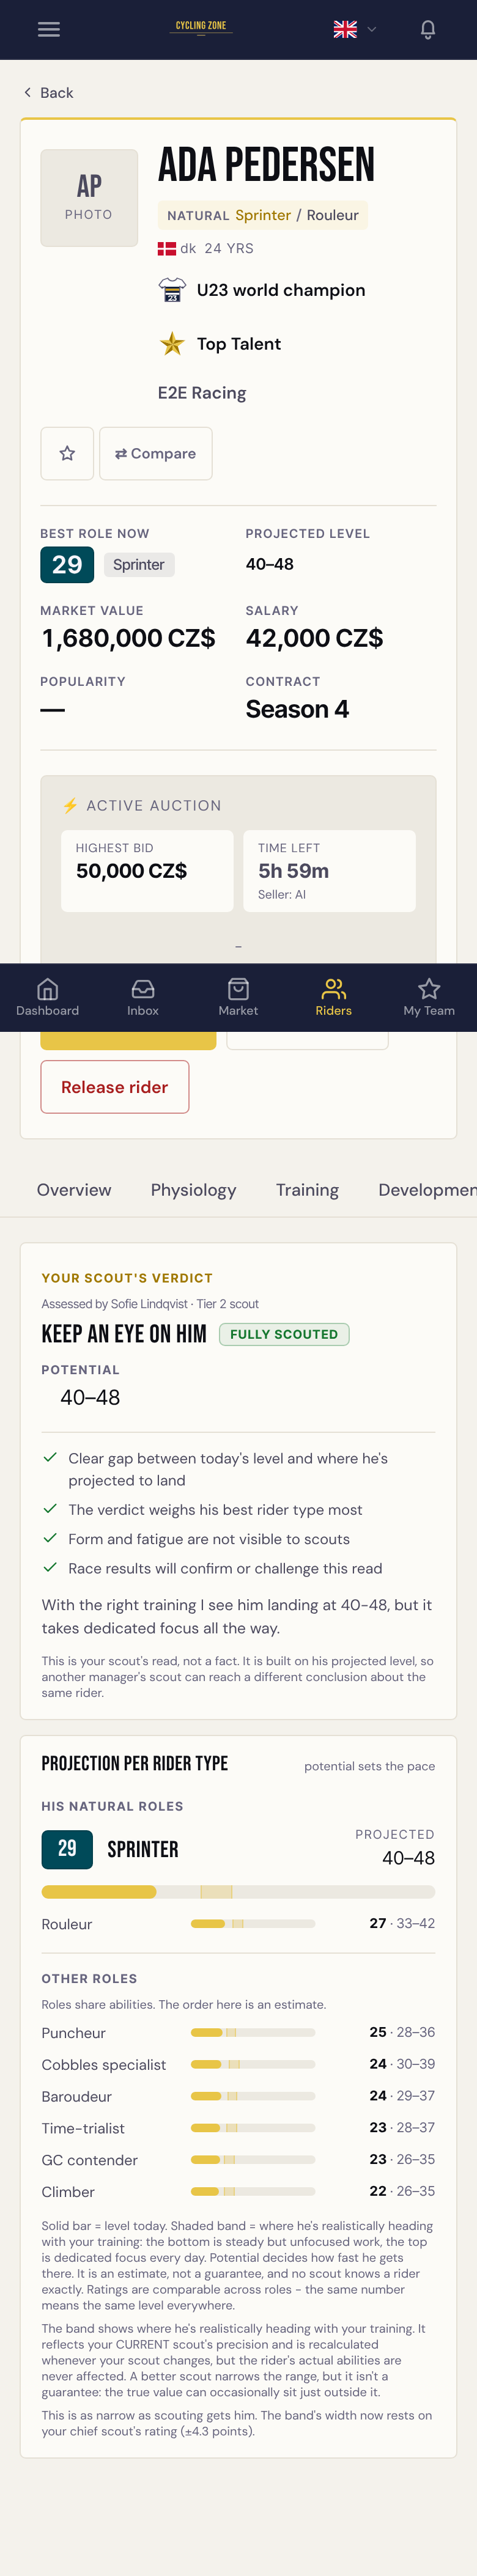 CYCLING ZONE
Back
AP
PHOTO
ADA PEDERSEN
NATURAL Sprinter / Rouleur
dk 24 YRS
23
U23 world champion
Top Talent
E2E Racing
⇄ Compare
BEST ROLE NOW
PROJECTED LEVEL
29 Sprinter
40–48
MARKET VALUE
SALARY
1,680,000 CZ$
42,000 CZ$
POPULARITY
CONTRACT
—
Season 4
⚡ ACTIVE AUCTION
HIGHEST BID
50,000 CZ$
TIME LEFT
5h 59m
Seller: AI
–
Dashboard
Inbox
Market
Riders
My Team
Release rider
Overview
Physiology
Training
Developmen
YOUR SCOUT'S VERDICT
Assessed by Sofie Lindqvist · Tier 2 scout
KEEP AN EYE ON HIM FULLY SCOUTED
POTENTIAL
40–48
Clear gap between today's level and where he's
projected to land
The verdict weighs his best rider type most
Form and fatigue are not visible to scouts
Race results will confirm or challenge this read
With the right training I see him landing at 40-48, but it
takes dedicated focus all the way.
This is your scout's read, not a fact. It is built on his projected level, so
another manager's scout can reach a different conclusion about the
same rider.
PROJECTION PER RIDER TYPE
potential sets the pace
HIS NATURAL ROLES
29 SPRINTER
PROJECTED
40–48
Rouleur 27 · 33–42
OTHER ROLES
Roles share abilities. The order here is an estimate.
Puncheur 25 · 28–36
Cobbles specialist 24 · 30–39
Baroudeur 24 · 29–37
Time-trialist 23 · 28–37
GC contender 23 · 26–35
Climber 22 · 26–35
Solid bar = level today. Shaded band = where he's realistically heading
with your training: the bottom is steady but unfocused work, the top
is dedicated focus every day. Potential decides how fast he gets
there. It is an estimate, not a guarantee, and no scout knows a rider
exactly. Ratings are comparable across roles - the same number
means the same level everywhere.
The band shows where he's realistically heading with your training. It
reflects your CURRENT scout's precision and is recalculated
whenever your scout changes, but the rider's actual abilities are
never affected. A better scout narrows the range, but it isn't a
guarantee: the true value can occasionally sit just outside it.
This is as narrow as scouting gets him. The band's width now rests on
your chief scout's rating (±4.3 points).